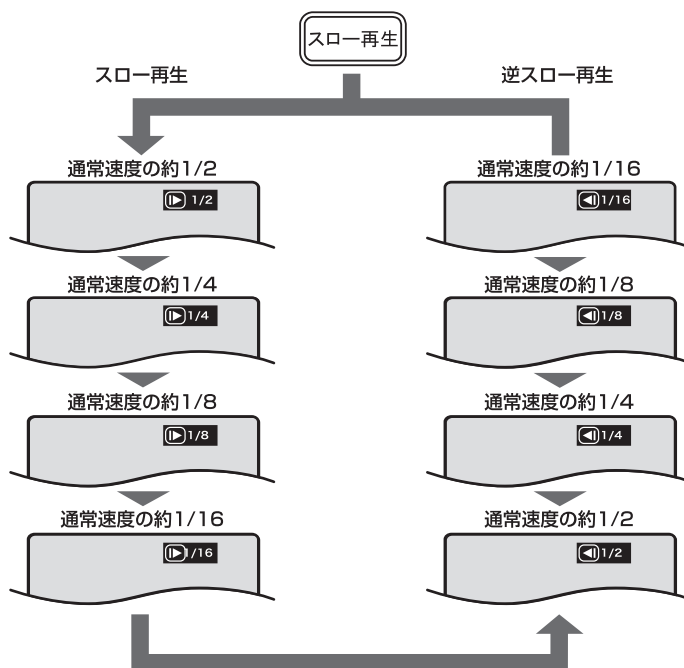 スロー再生
スロー再生
逆スロー再生
通常速度の約1/2
1/2
通常速度の約1/4
1/4
通常速度の約1/8
1/8
通常速度の約1/16
1/16
通常速度の約1/16
1/16
通常速度の約1/8
1/8
通常速度の約1/4
1/4
通常速度の約1/2
1/2